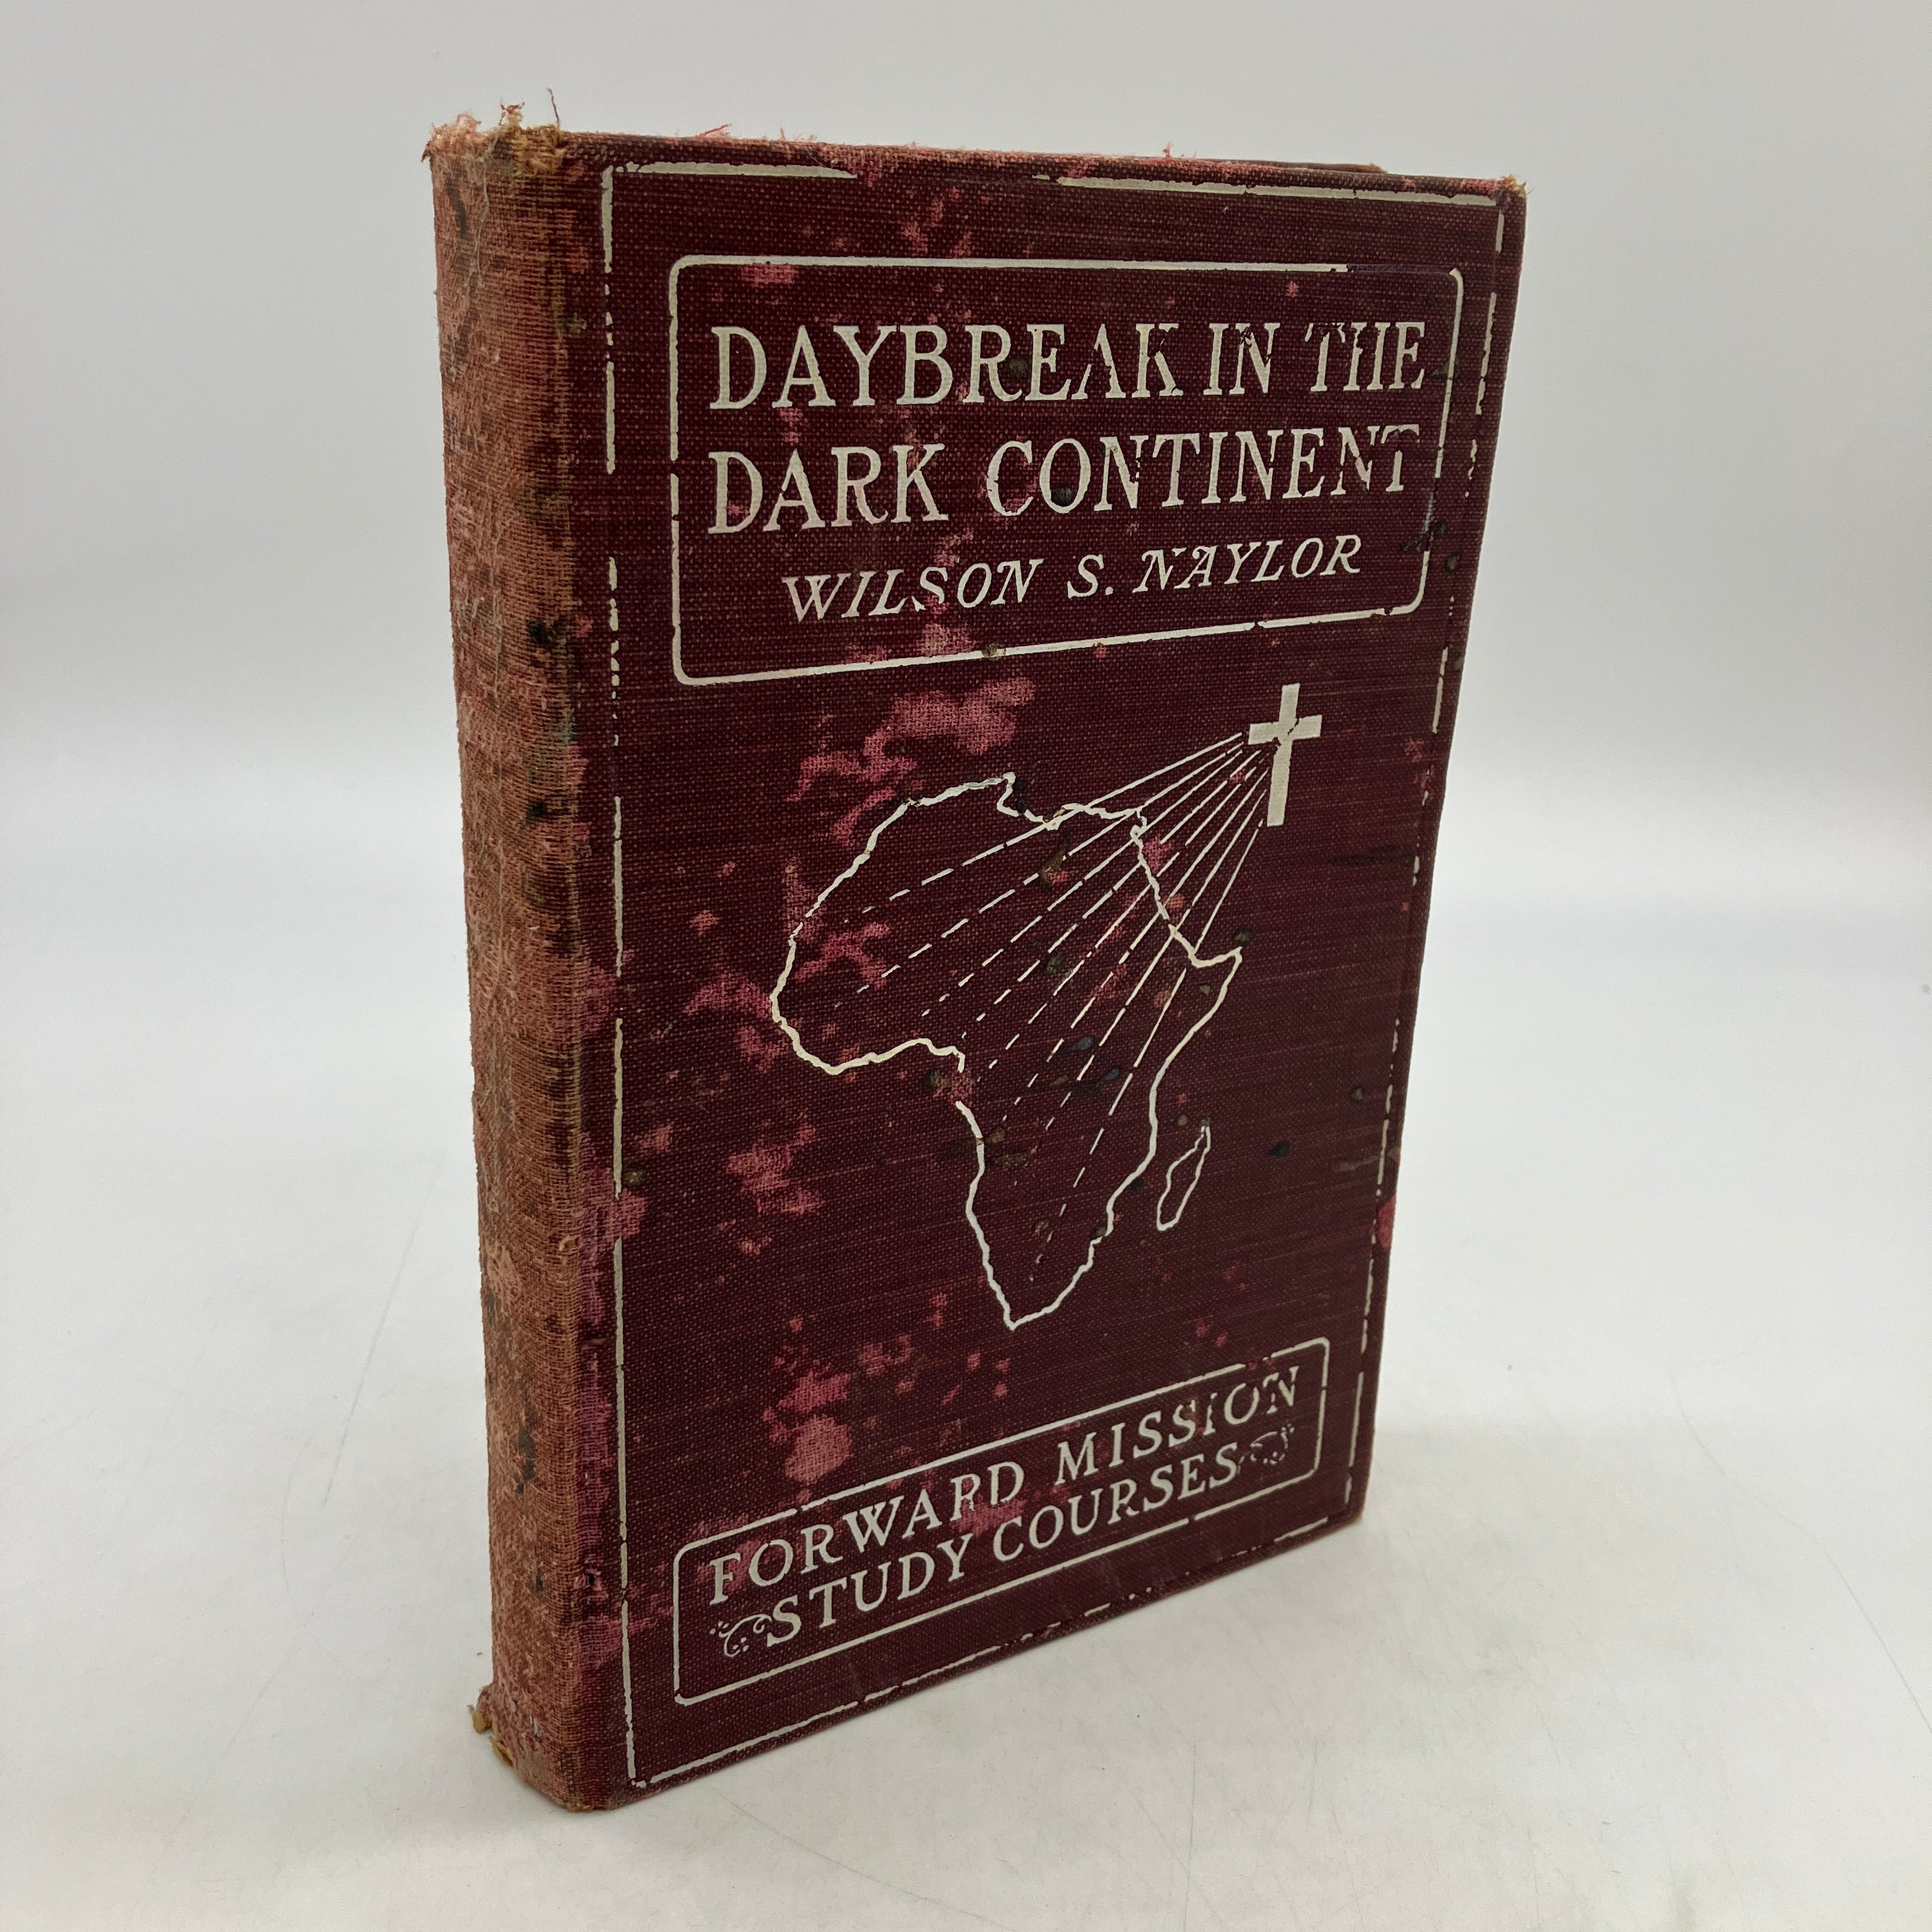 DAYBREAK IN THE
DARK CONTINENT
WILSON S. NAYLOR
FORWARD MISSION
STUDY COURSES